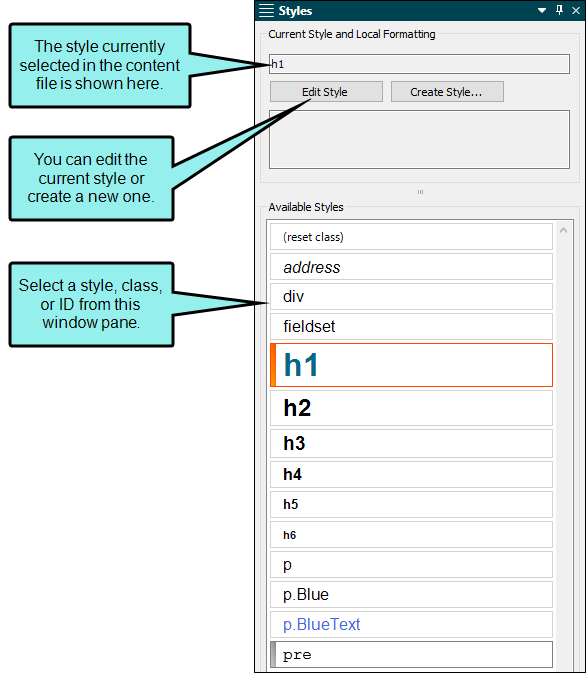 Styles
Current Style and Local Formatting
The style currently
selected in the content
file is shown here.
h1
Edit Style
Create Style...
You can edit the
current style or
create a new one.
Available Styles
(reset class)
address
Select a style, class,
or ID from this
window pane.
div
fieldset
h1
h2
h3
h4
h5
h6
p
p.Blue
p.BlueText
pre